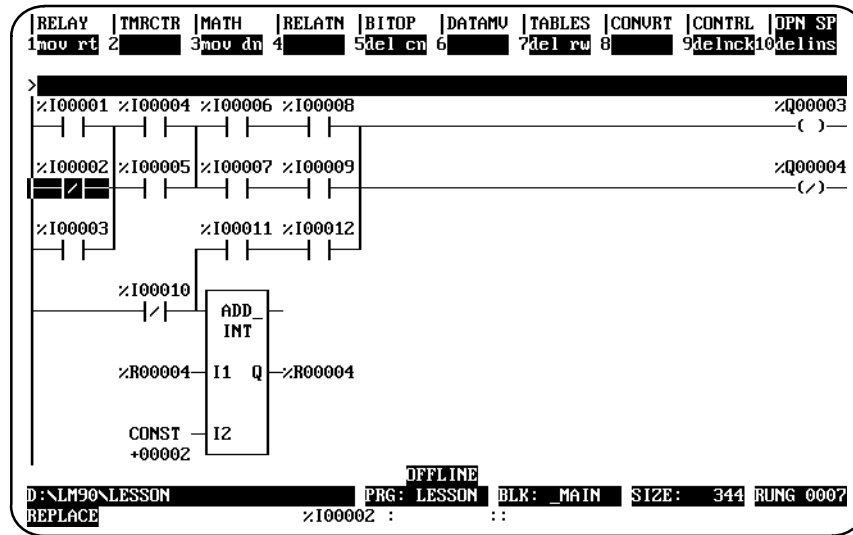 RELAY TMRCTR MATH RELATN BITOP DATAMV TABLES CONVRT CONTRL OPN SP
1mov rt 2 3mov dn 4 5del cn 6 7del rw 8 9delnck10delins
>
%I00001 %I00004 %I00006 %I00008 %Q00003
%I00002 %I00005 %I00007 %I00009 %Q00004
%I00003 %I00011 %I00012
%I00010
ADD_
INT
%R00004 I1 Q %R00004
CONST I2
+00002
OFFLINE
D:\LM90\LESSON PRG: LESSON BLK: _MAIN SIZE: 344 RUNG 0007
REPLACE %I00002 : ::